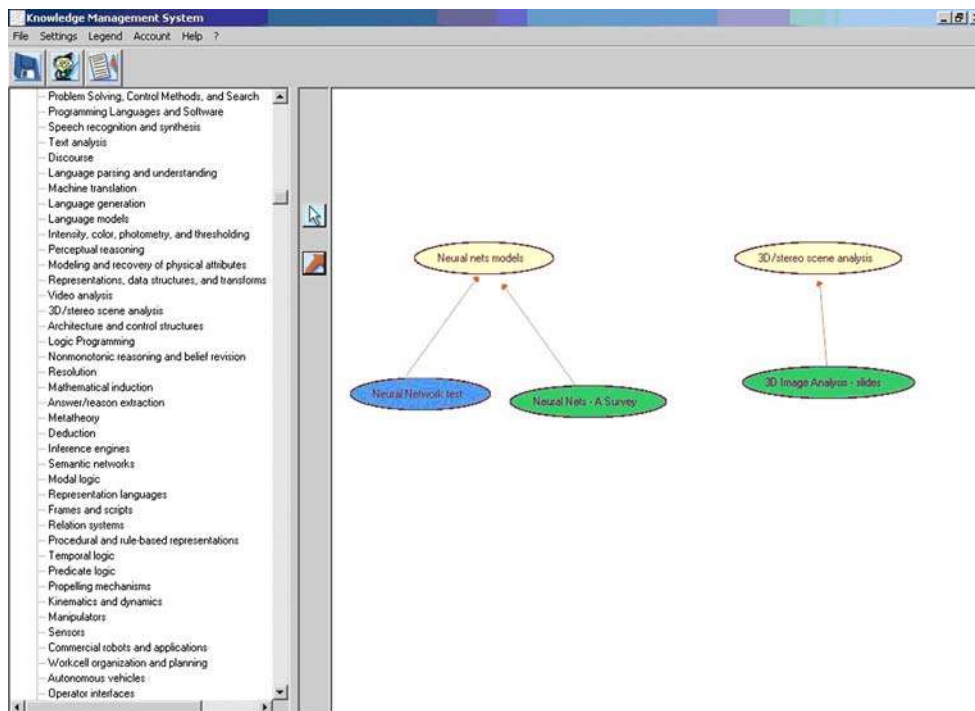 Knowledge Management System
File Settings Legend Account Help ?
Problem Solving, Control Methods, and Search
Programming Languages and Software
Speech recognition and synthesis
Text analysis
Discourse
Language parsing and understanding
Machine translation
Language generation
Language models
Intensity, color, photometry, and thresholding
Perceptual reasoning
Modeling and recovery of physical attributes
Representations, data structures, and transforms
Video analysis
3D/stereo scene analysis
Architecture and control structures
Logic Programming
Nonmonotonic reasoning and belief revision
Resolution
Mathematical induction
Answer/reason extraction
Metatheory
Deduction
Inference engines
Semantic networks
Modal logic
Representation languages
Frames and scripts
Relation systems
Procedural and rule-based representations
Temporal logic
Predicate logic
Propelling mechanisms
Kinematics and dynamics
Manipulators
Sensors
Commercial robots and applications
Workcell organization and planning
Autonomous vehicles
Operator interfaces
Neural nets models
3D/stereo scene analysis
Neural Network test
Neural Nets - A Survey
3D Image Analysis - slides